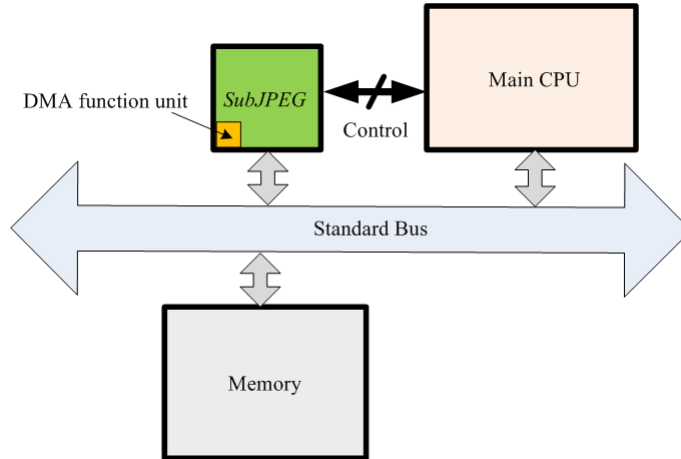 SubJPEG
Main CPU
DMA function unit
Control
Standard Bus
Memory